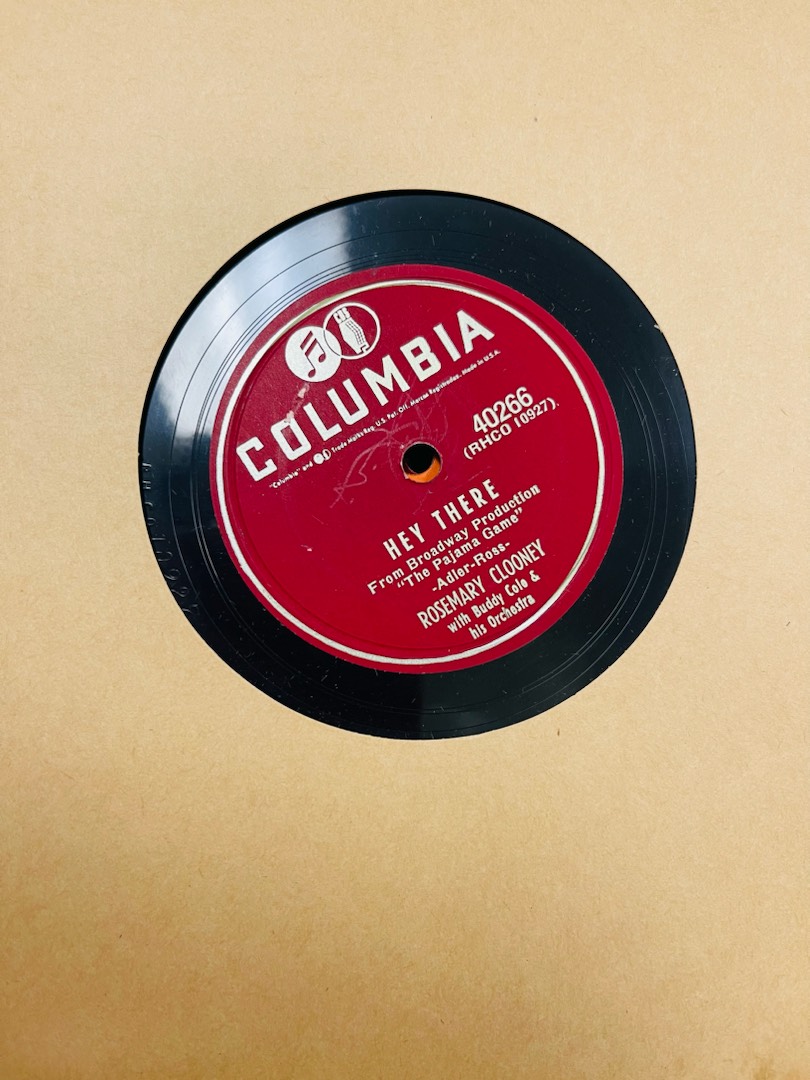 COLUMBIA
"Columbia" and Trade Marks Reg. U.S. Pat. Off. Marcas Registradas. Made in U.S.A.
40266
(RHCO 10927).
HEY THERE
From Broadway Production
"The Pajama Game"
-Adler-Ross-
ROSEMARY CLOONEY
with Buddy Cole &
his Orchestra